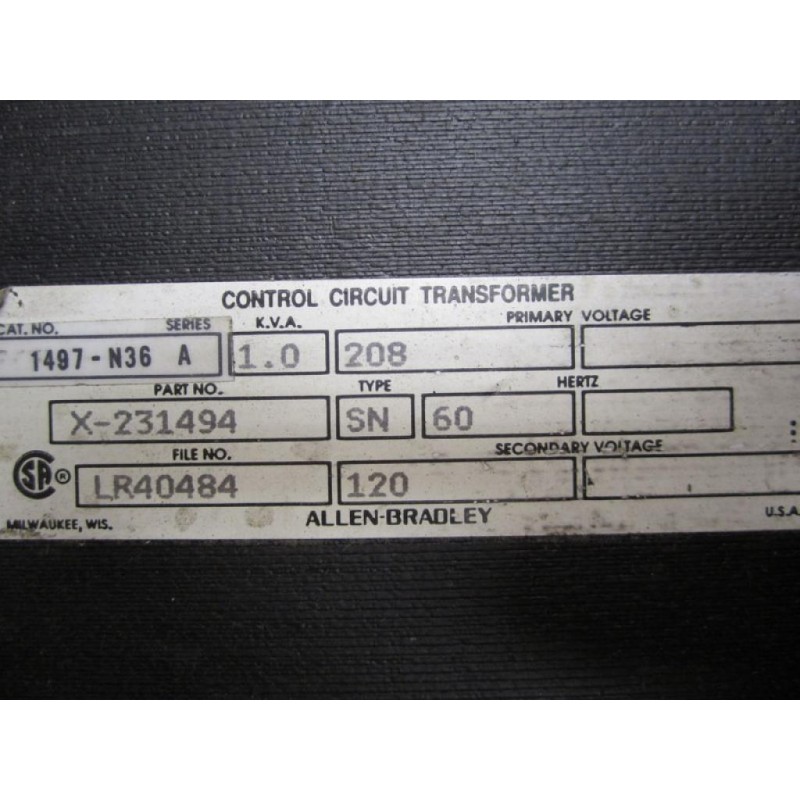 CONTROL CIRCUIT TRANSFORMER
CAT. NO. SERIES K.V.A. PRIMARY VOLTAGE
1497-N36 A 1.0 208
PART NO. TYPE HERTZ
X-231494 SN 60
FILE NO. SECONDARY VOLTAGE
SA ® LR40484 120
MILWAUKEE, WIS. ALLEN-BRADLEY U.S.A